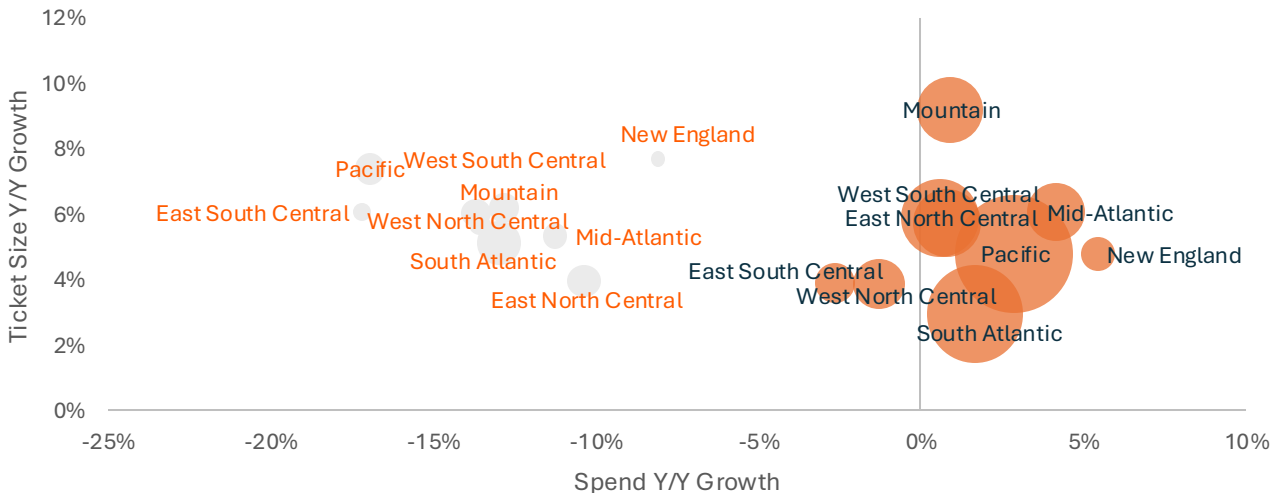 12%
10%
8%
6%
4%
2%
0%
Ticket Size Y/Y Growth
Mountain
New England
West South Central
Pacific
Mountain
West South Central
East South Central
West North Central
East North Central
Mid-Atlantic
Mid-Atlantic
South Atlantic
Pacific
New England
East South Central
East North Central
West North Central
South Atlantic
-25%
-20%
-15%
-10%
-5%
0%
5%
10%
Spend Y/Y Growth